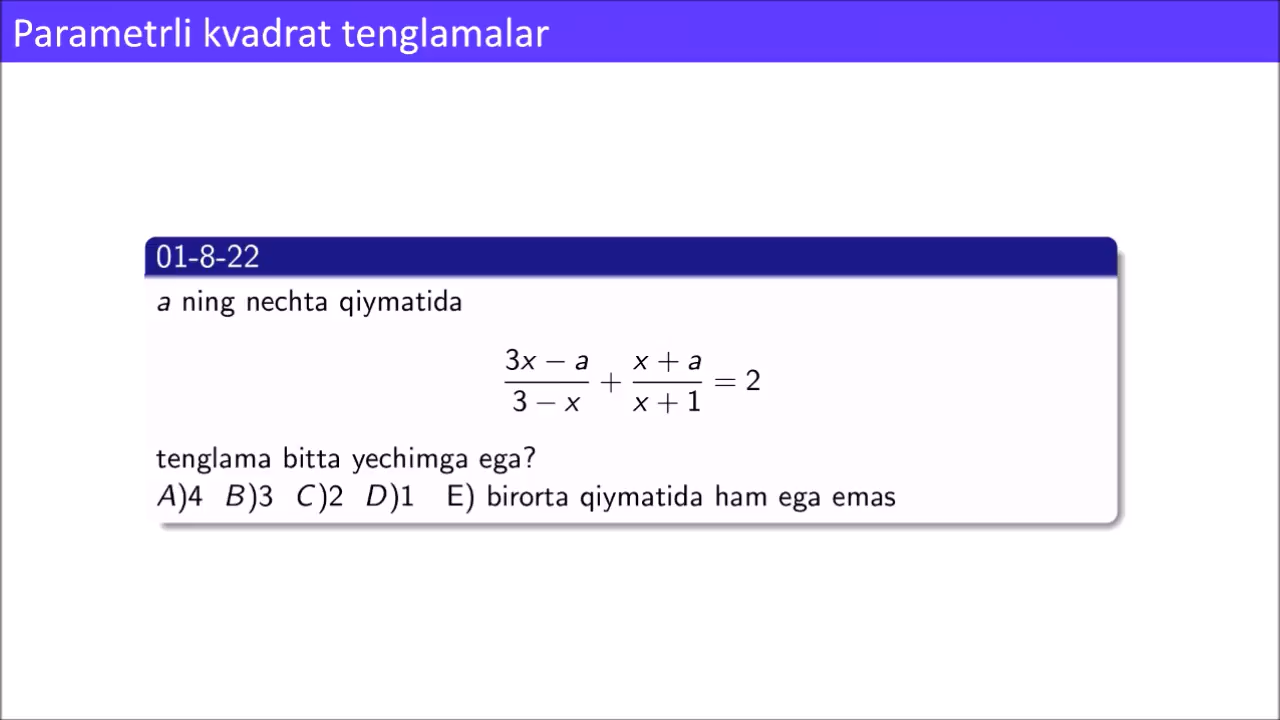 Parametrli kvadrat tenglamalar
01-8-22
a ning nechta qiymatida
(3x − a)/(3 − x) + (x + a)/(x + 1) = 2
tenglama bitta yechimga ega?
A)4 B)3 C)2 D)1 E) birorta qiymatida ham ega emas